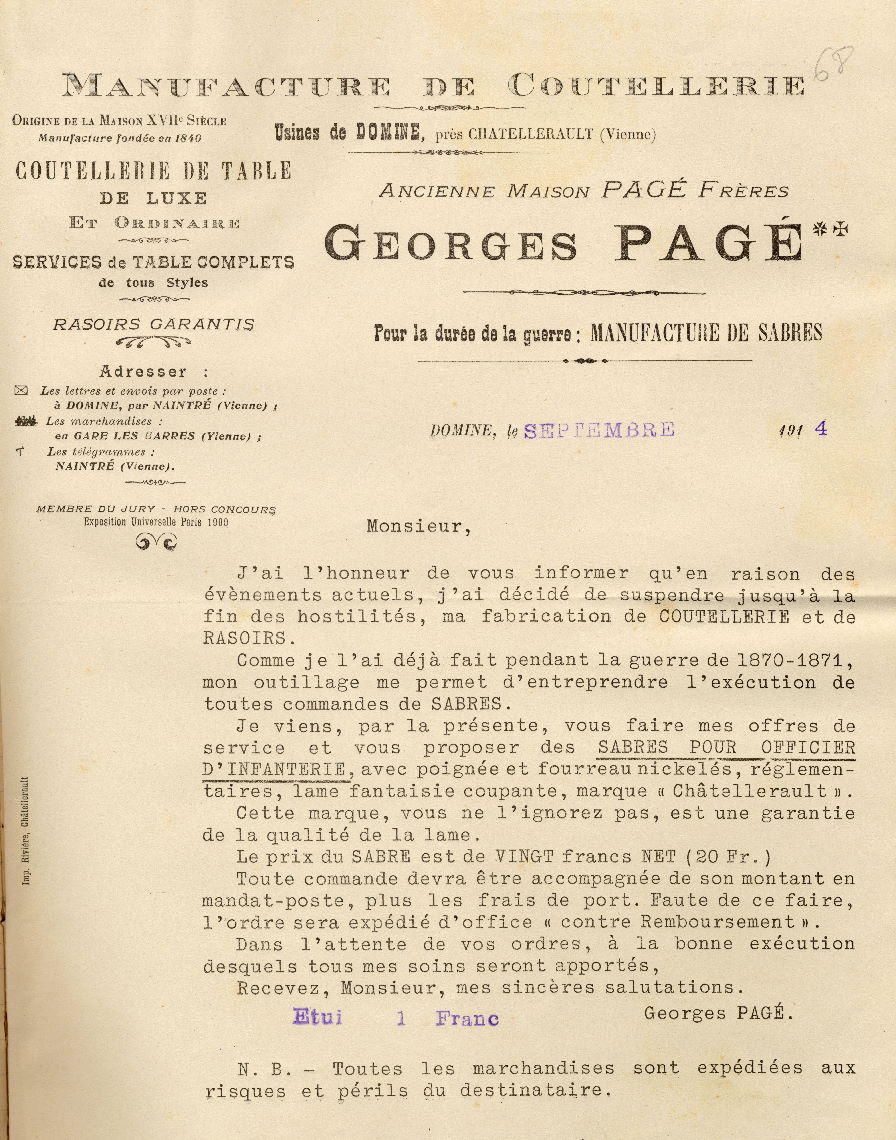 68
MANUFACTURE DE COUTELLERIE
Usines de DOMINE, près CHATELLERAULT (Vienne)
ORIGINE DE LA MAISON XVIIe SIÈCLE
Manufacture fondée en 1840
COUTELLERIE DE TABLE
DE LUXE
ET ORDINAIRE
SERVICES de TABLE COMPLETS
de tous Styles
RASOIRS GARANTIS
Adresser :
Les lettres et envois par poste :
à DOMINE, par NAINTRÉ (Vienne) ;
Les marchandises :
en GARE LES BARRES (Vienne) ;
Les télégrammes :
NAINTRÉ (Vienne).
MEMBRE DU JURY - HORS CONCOURS
Exposition Universelle Paris 1900
ANCIENNE MAISON PAGÉ FRÈRES
GEORGES PAGÉ
Pour la durée de la guerre : MANUFACTURE DE SABRES
DOMINE, le SEPTEMBRE 1914
Monsieur,
J'ai l'honneur de vous informer qu'en raison des
évènements actuels, j'ai décidé de suspendre jusqu'à la
fin des hostilités, ma fabrication de COUTELLERIE et de
RASOIRS.
Comme je l'ai déjà fait pendant la guerre de 1870-1871,
mon outillage me permet d'entreprendre l'exécution de
toutes commandes de SABRES.
Je viens, par la présente, vous faire mes offres de
service et vous proposer des SABRES POUR OFFICIER
D'INFANTERIE, avec poignée et fourreau nickelés, réglemen-
taires, lame fantaisie coupante, marque « Châtellerault ».
Cette marque, vous ne l'ignorez pas, est une garantie
de la qualité de la lame.
Le prix du SABRE est de VINGT francs NET (20 Fr.)
Toute commande devra être accompagnée de son montant en
mandat-poste, plus les frais de port. Faute de ce faire,
l'ordre sera expédié d'office « contre Remboursement ».
Dans l'attente de vos ordres, à la bonne exécution
desquels tous mes soins seront apportés,
Recevez, Monsieur, mes sincères salutations.
Georges PAGÉ.
Etui 1 Franc
N. B. — Toutes les marchandises sont expédiées aux
risques et périls du destinataire.
Imp. Rivière, Châtellerault